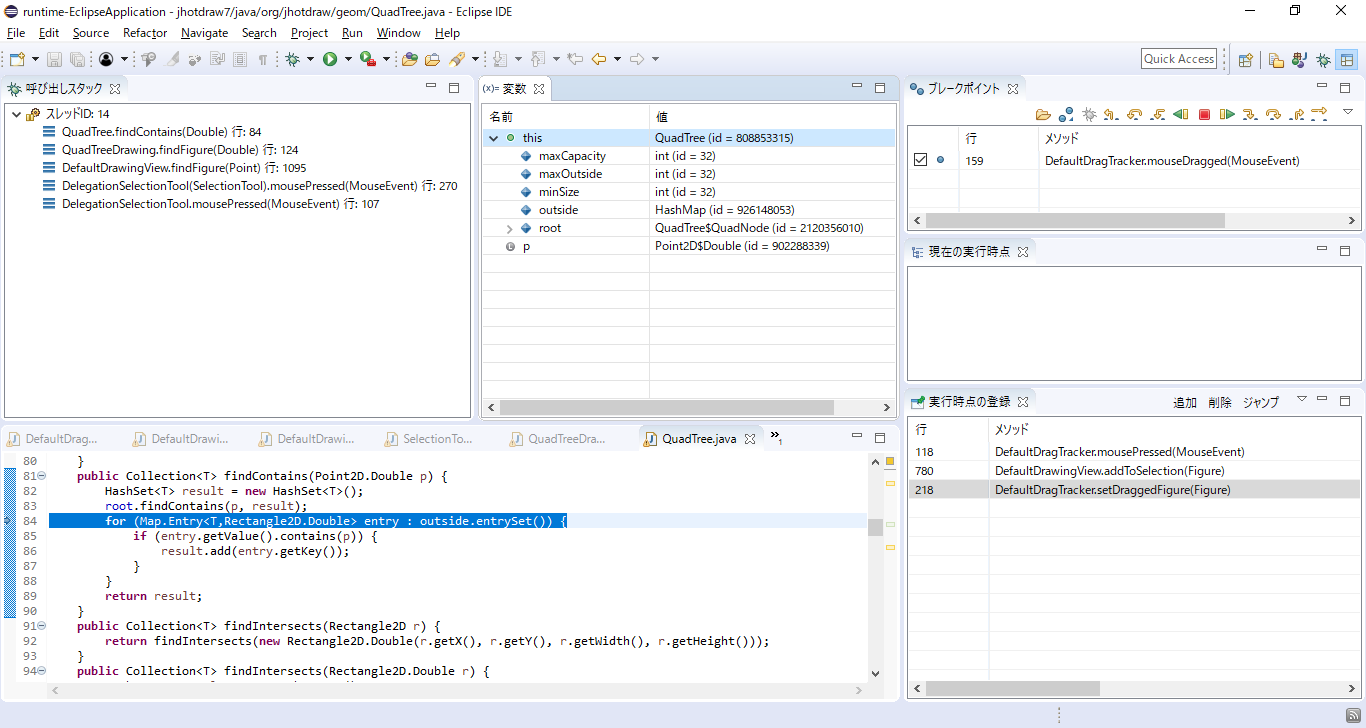 runtime-EclipseApplication - jhotdraw7/java/org/jhotdraw/geom/QuadTree.java - Eclipse IDE
File Edit Source Refactor Navigate Search Project Run Window Help
Quick Access
呼び出しスタック
スレッドID: 14
QuadTree.findContains(Double) 行: 84
QuadTreeDrawing.findFigure(Double) 行: 124
DefaultDrawingView.findFigure(Point) 行: 1095
DelegationSelectionTool(SelectionTool).mousePressed(MouseEvent) 行: 270
DelegationSelectionTool.mousePressed(MouseEvent) 行: 107
(x)= 変数
名前 値
this QuadTree (id = 808853315)
maxCapacity int (id = 32)
maxOutside int (id = 32)
minSize int (id = 32)
outside HashMap (id = 926148053)
root QuadTree$QuadNode (id = 2120356010)
p Point2D$Double (id = 902288339)
ブレークポイント
行 メソッド
159 DefaultDragTracker.mouseDragged(MouseEvent)
現在の実行時点
実行時点の登録 追加 削除 ジャンプ
行 メソッド
118 DefaultDragTracker.mousePressed(MouseEvent)
780 DefaultDrawingView.addToSelection(Figure)
218 DefaultDragTracker.setDraggedFigure(Figure)
DefaultDrag... DefaultDrawi... DefaultDrawi... SelectionTo... QuadTreeDra... QuadTree.java »1
80 }
81 public Collection<T> findContains(Point2D.Double p) {
82 HashSet<T> result = new HashSet<T>();
83 root.findContains(p, result);
84 for (Map.Entry<T,Rectangle2D.Double> entry : outside.entrySet()) {
85 if (entry.getValue().contains(p)) {
86 result.add(entry.getKey());
87 }
88 }
89 return result;
90 }
91 public Collection<T> findIntersects(Rectangle2D r) {
92 return findIntersects(new Rectangle2D.Double(r.getX(), r.getY(), r.getWidth(), r.getHeight()));
93 }
94 public Collection<T> findIntersects(Rectangle2D.Double r) {